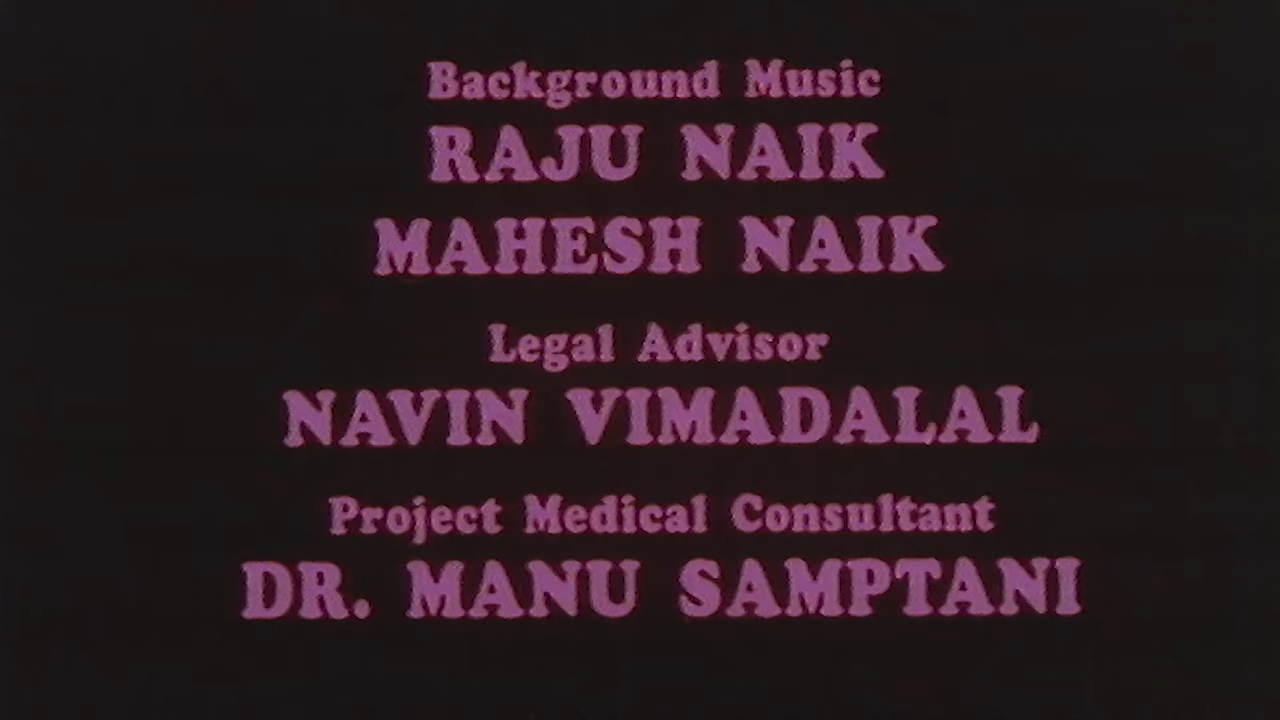 Background Music
RAJU NAIK
MAHESH NAIK
Legal Advisor
NAVIN VIMADALAL
Project Medical Consultant
DR. MANU SAMPTANI